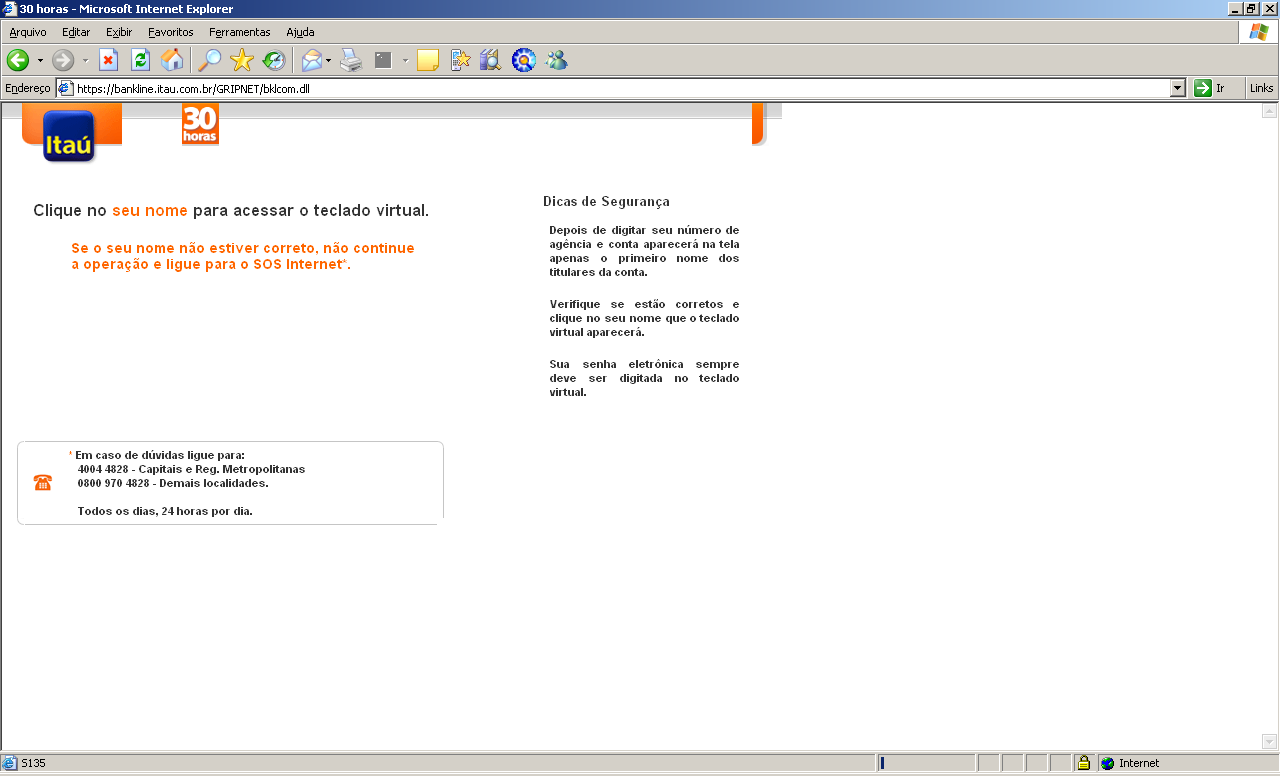 30 horas - Microsoft Internet Explorer
Arquivo Editar Exibir Favoritos Ferramentas Ajuda
Endereço https://bankline.itau.com.br/GRIPNET/bklcom.dll Ir Links
Itaú
30
horas
Clique no seu nome para acessar o teclado virtual.
Se o seu nome não estiver correto, não continue
a operação e ligue para o SOS Internet*.
Dicas de Segurança
Depois de digitar seu número de
agência e conta aparecerá na tela
apenas o primeiro nome dos
titulares da conta.
Verifique se estão corretos e
clique no seu nome que o teclado
virtual aparecerá.
Sua senha eletrônica sempre
deve ser digitada no teclado
virtual.
* Em caso de dúvidas ligue para:
4004 4828 - Capitais e Reg. Metropolitanas
0800 970 4828 - Demais localidades.
Todos os dias, 24 horas por dia.
S135
Internet